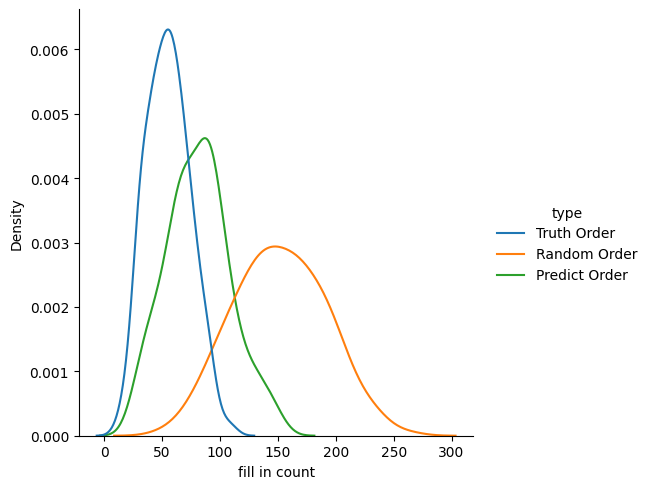 0.006
0.005
0.004
0.003
0.002
0.001
0.000
Density
0 50 100 150 200 250 300
fill in count
type
Truth Order
Random Order
Predict Order